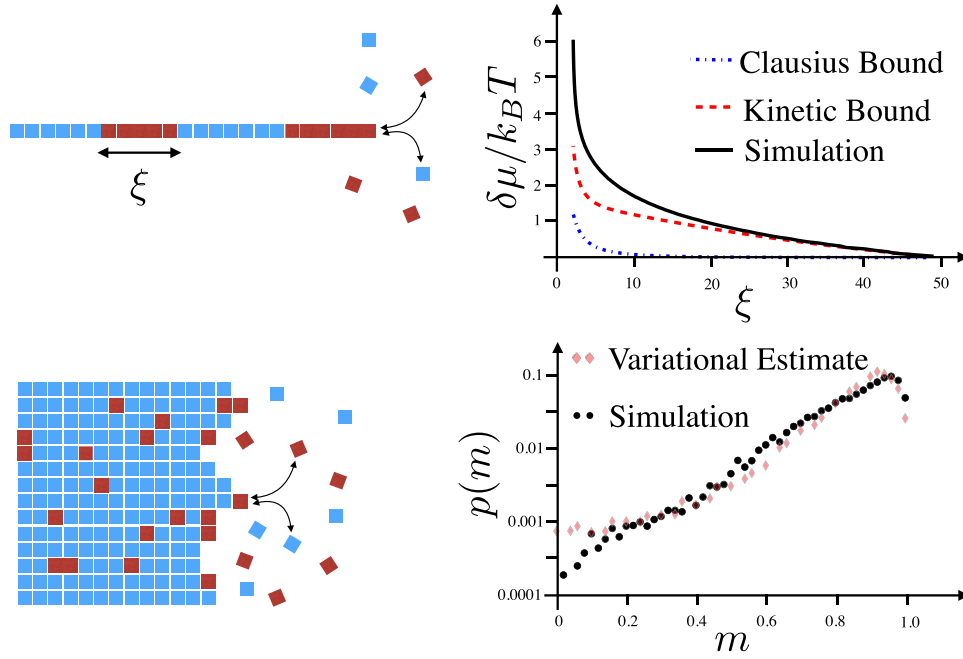 ξ
δμ/k_BT
6
5
4
3
2
1
Clausius Bound
Kinetic Bound
Simulation
0
10
20
30
40
50
ξ
p(m)
0.1
0.01
0.001
0.0001
Variational Estimate
Simulation
0
0.2
0.4
0.6
0.8
1.0
m